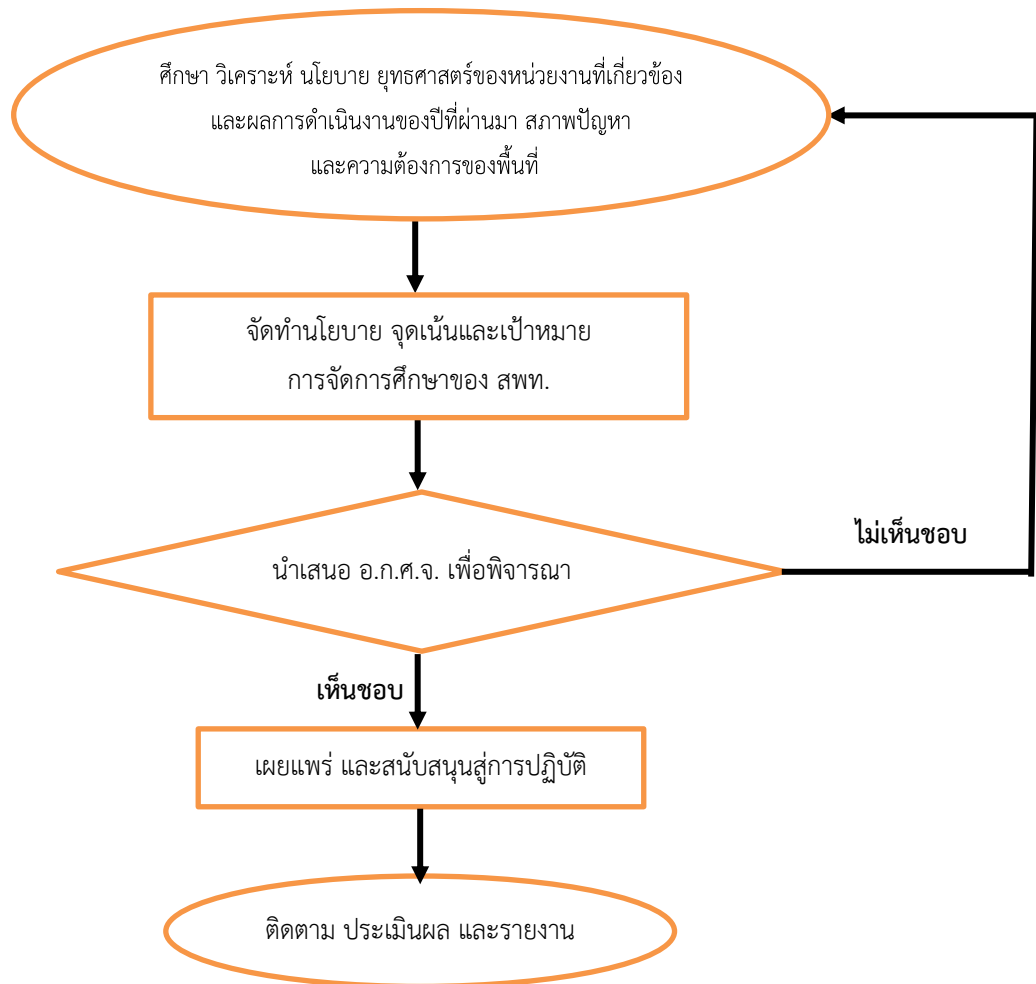 ศึกษา วิเคราะห์ นโยบาย ยุทธศาสตร์ของหน่วยงานที่เกี่ยวข้อง
และผลการดำเนินงานของปีที่ผ่านมา สภาพปัญหา
และความต้องการของพื้นที่
จัดทำนโยบาย จุดเน้นและเป้าหมาย
การจัดการศึกษาของ สพท.
นำเสนอ อ.ก.ศ.จ. เพื่อพิจารณา
ไม่เห็นชอบ
เห็นชอบ
เผยแพร่ และสนับสนุนสู่การปฏิบัติ
ติดตาม ประเมินผล และรายงาน